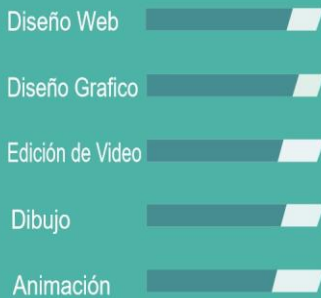 Diseño Web
Diseño Grafico
Edición de Video
Dibujo
Animación